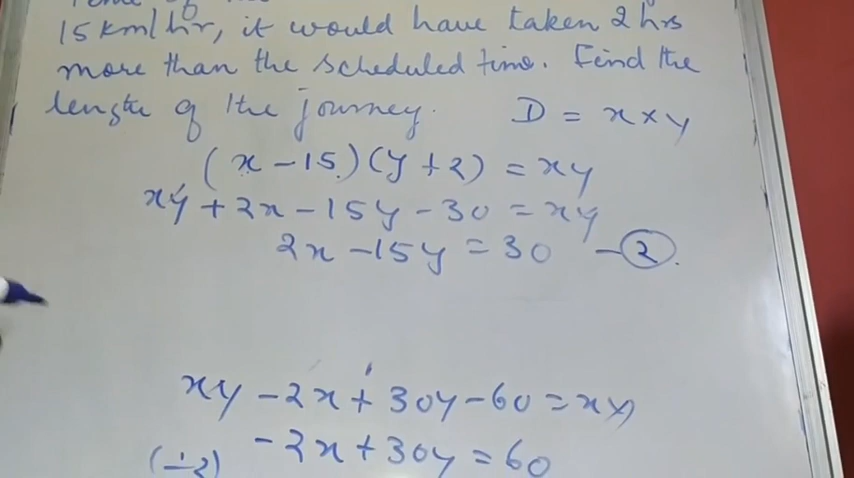 15 km/hr, it would have taken 2 hrs
more than the scheduled time. Find the
length of the journey. D = x × y
(x - 15)(y + 2) = xy
xy + 2x - 15y - 30 = xy
2x - 15y = 30 - 2.
xy - 2x + 30y - 60 = xy
(÷2) -2x + 30y = 60